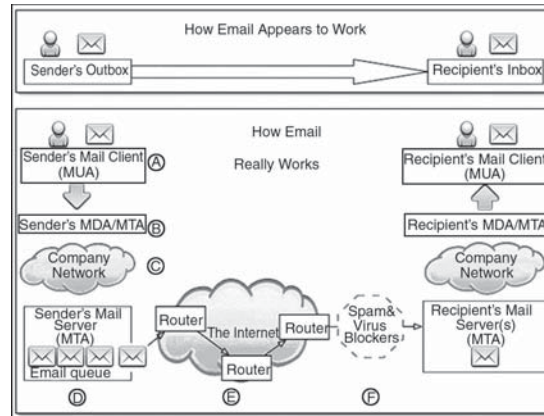 How Email Appears to Work
Sender's Outbox
Recipient's Inbox
How Email
Really Works
Sender's Mail Client
(MUA)
A
Recipient's Mail Client
(MUA)
Sender's MDA/MTA
B
Recipient's MDA/MTA
Company
Network
C
Company
Network
Sender's Mail
Server
(MTA)
Email queue
Router
The Internet
Router
Router
Spam&
Virus
Blockers
Recipient's Mail
Server(s)
(MTA)
D
E
F